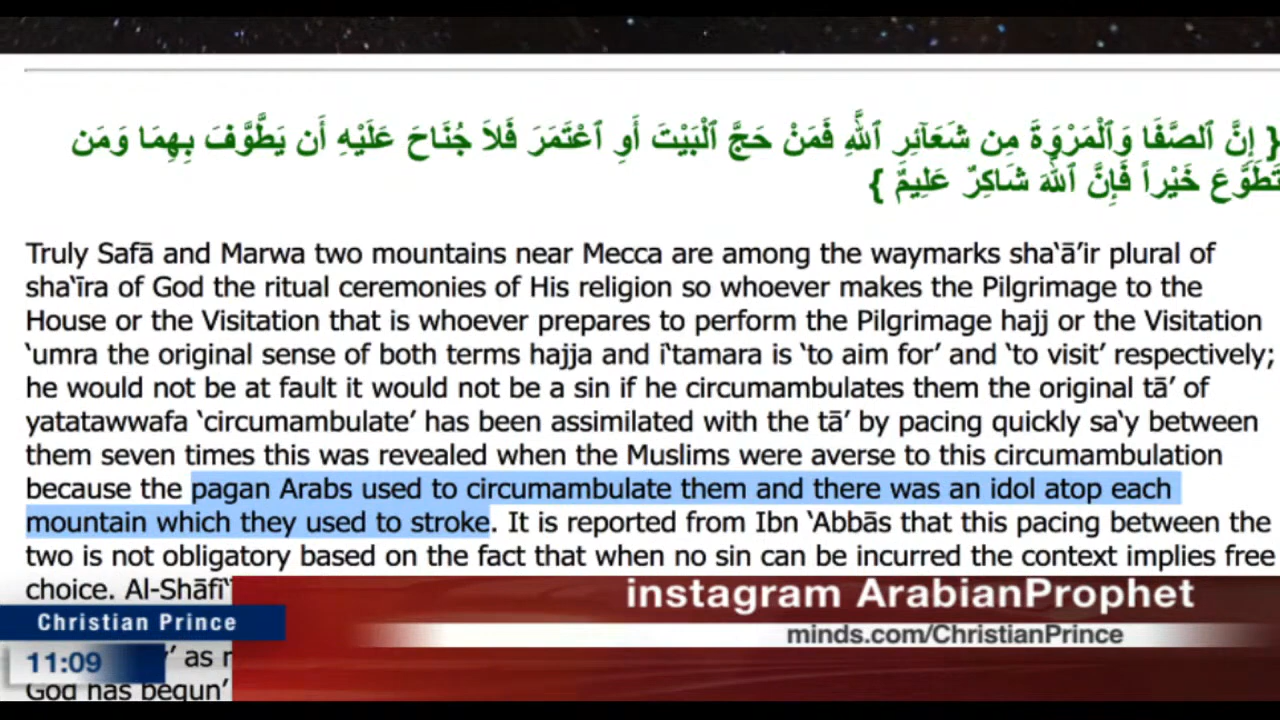 { إِنَّ ٱلصَّفَا وَٱلْمَرْوَةَ مِن شَعَآئِرِ ٱللَّهِ فَمَنْ حَجَّ ٱلْبَيْتَ أَوِ ٱعْتَمَرَ فَلاَ جُنَاحَ عَلَيْهِ أَن يَطَّوَّفَ بِهِمَا وَمَن
تَطَوَّعَ خَيْراً فَإِنَّ ٱللَّهَ شَاكِرٌ عَلِيمٌ }
Truly Safā and Marwa two mountains near Mecca are among the waymarks sha‘ā’ir plural of
sha‘īra of God the ritual ceremonies of His religion so whoever makes the Pilgrimage to the
House or the Visitation that is whoever prepares to perform the Pilgrimage hajj or the Visitation
‘umra the original sense of both terms hajja and i‘tamara is ‘to aim for’ and ‘to visit’ respectively;
he would not be at fault it would not be a sin if he circumambulates them the original tā’ of
yatatawwafa ‘circumambulate’ has been assimilated with the tā’ by pacing quickly sa‘y between
them seven times this was revealed when the Muslims were averse to this circumambulation
because the pagan Arabs used to circumambulate them and there was an idol atop each
mountain which they used to stroke. It is reported from Ibn ‘Abbās that this pacing between the
two is not obligatory based on the fact that when no sin can be incurred the context implies free
choice. Al-Shāfi‘
instagram ArabianProphet
Christian Prince
minds.com/ChristianPrince
11:09
’ as
God has begun’